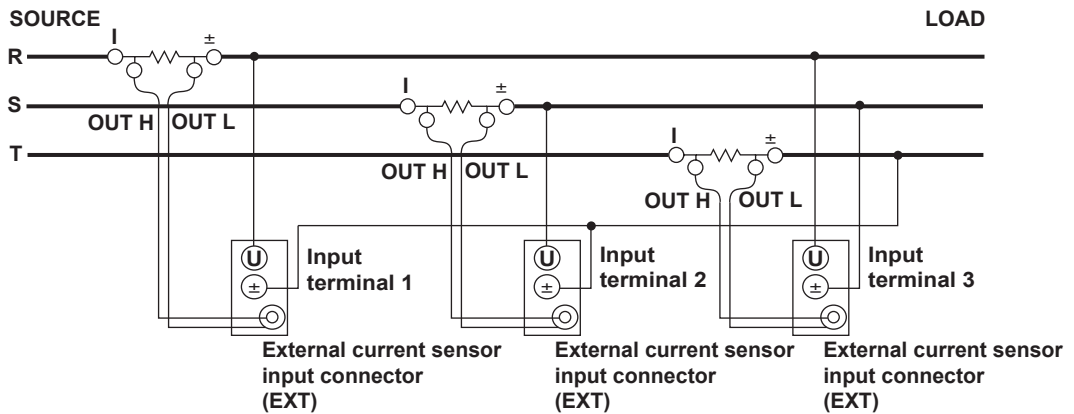 SOURCE
LOAD
R
I
±
S
I
±
OUT H
OUT L
T
I
±
OUT H
OUT L
OUT H
OUT L
U
±
Input
terminal 1
U
±
Input
terminal 2
U
±
Input
terminal 3
External current sensor
input connector
(EXT)
External current sensor
input connector
(EXT)
External current sensor
input connector
(EXT)